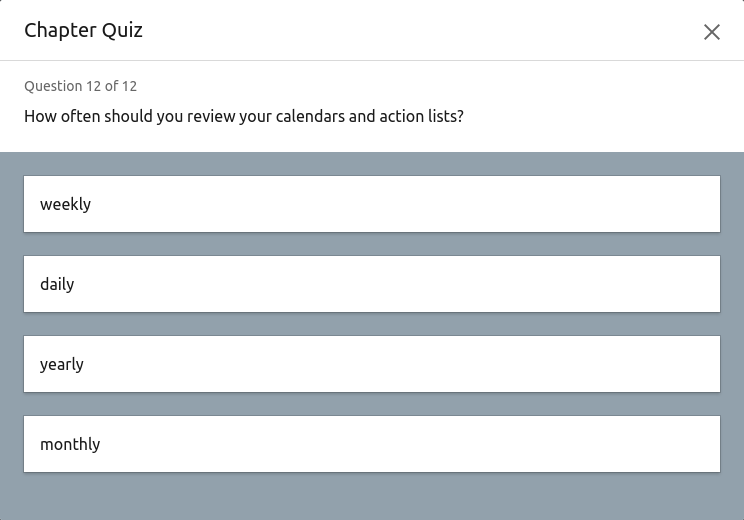 Chapter Quiz
Question 12 of 12
How often should you review your calendars and action lists?
weekly
daily
yearly
monthly